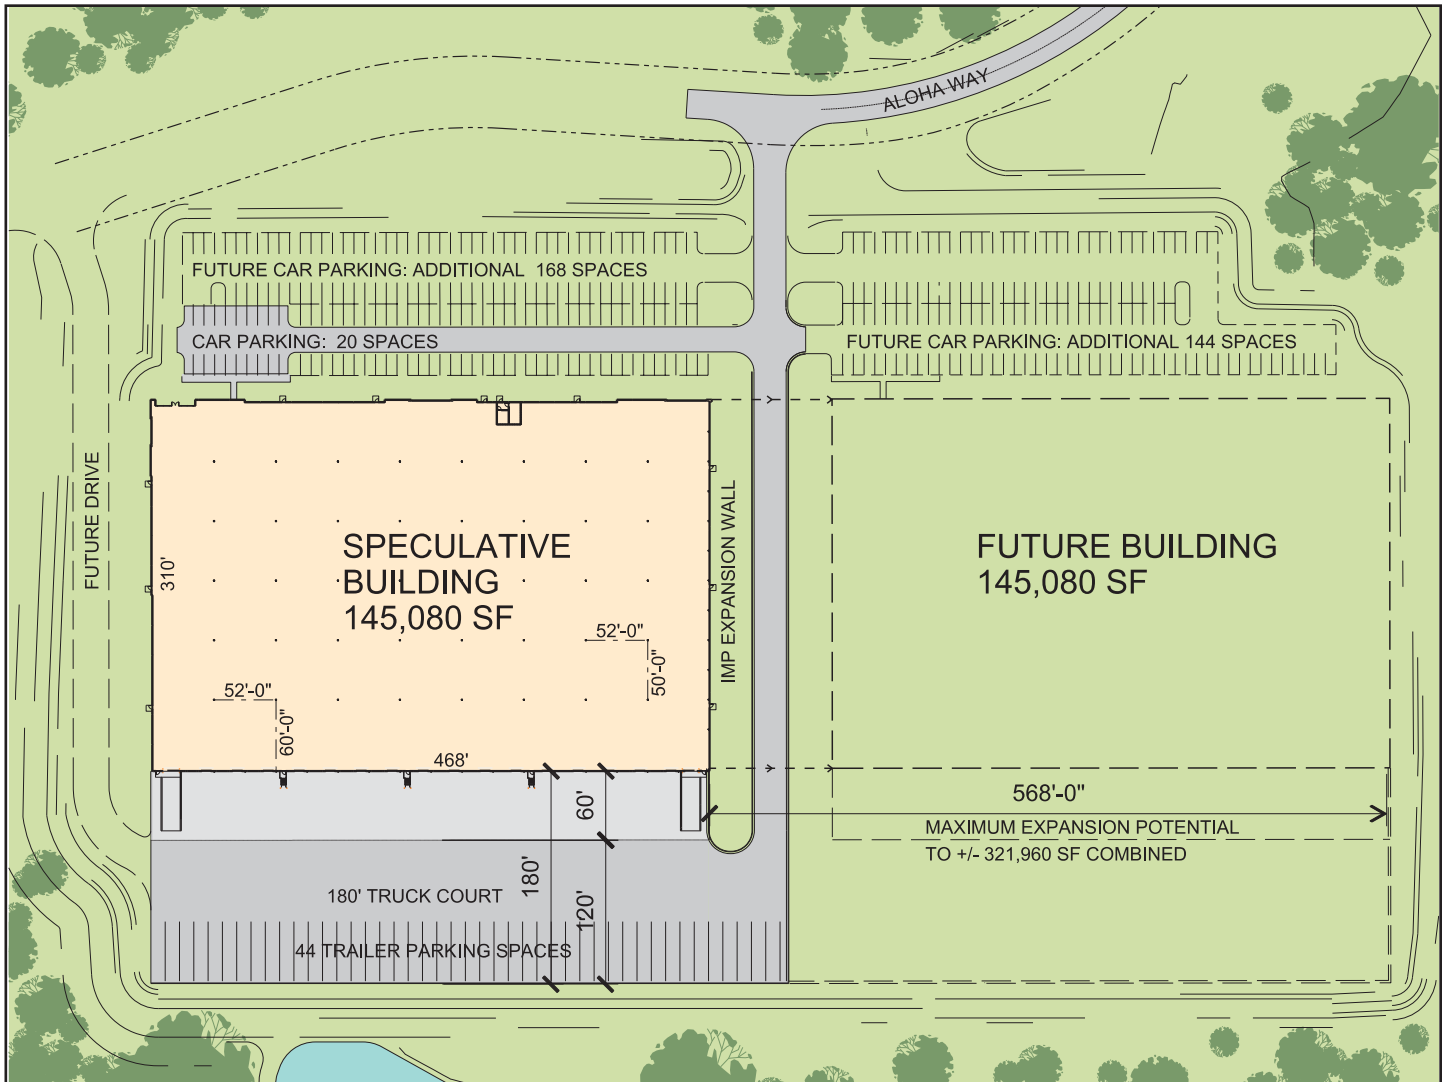 ALOHA WAY
FUTURE CAR PARKING: ADDITIONAL 168 SPACES
CAR PARKING: 20 SPACES
FUTURE CAR PARKING: ADDITIONAL 144 SPACES
FUTURE DRIVE
310'
SPECULATIVE
BUILDING
145,080 SF
IMP EXPANSION WALL
FUTURE BUILDING
145,080 SF
52'-0"
50'-0"
52'-0"
60'-0"
468'
60'
568'-0"
MAXIMUM EXPANSION POTENTIAL
TO +/- 321,960 SF COMBINED
180'
120'
180' TRUCK COURT
44 TRAILER PARKING SPACES